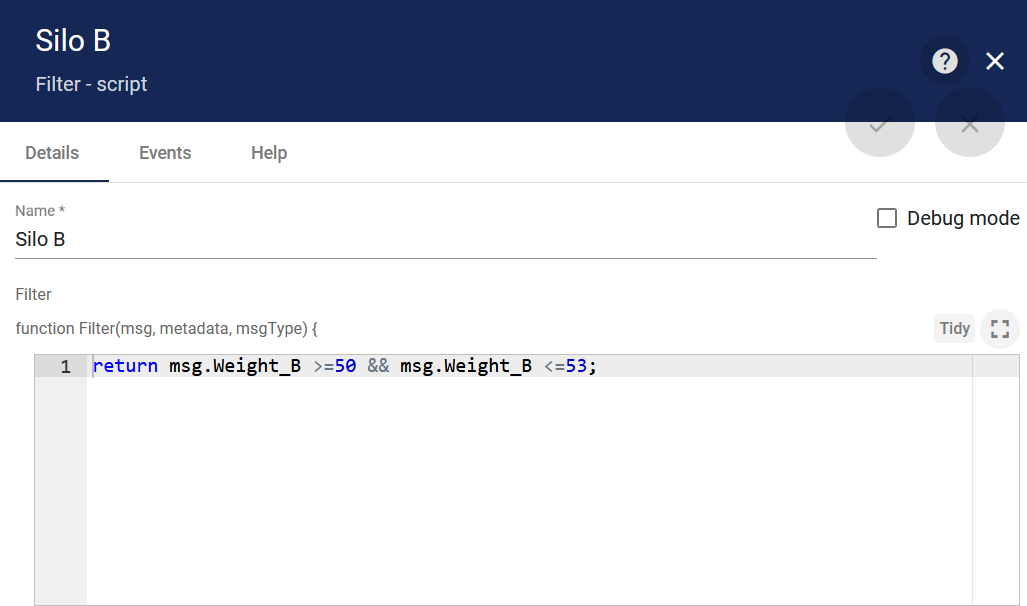 Silo B
Filter - script
Details Events Help
Name *
Silo B
Debug mode
Filter
function Filter(msg, metadata, msgType) {
Tidy
1 return msg.Weight_B >=50 && msg.Weight_B <=53;